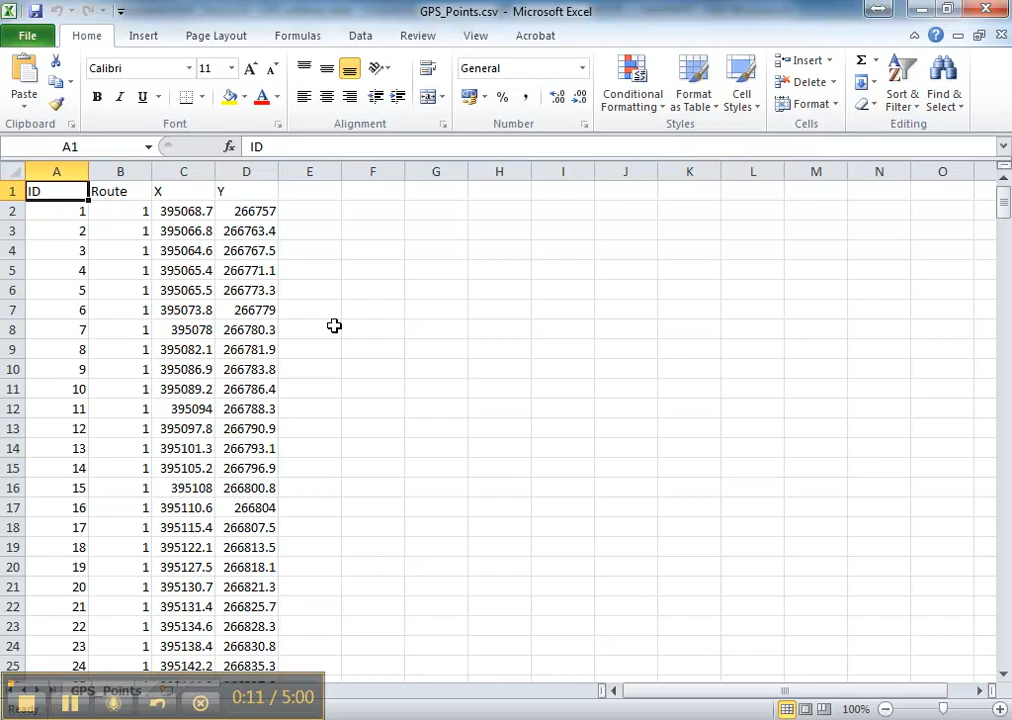 GPS_Points.csv - Microsoft Excel
File Home Insert Page Layout Formulas Data Review View Acrobat
Paste Calibri 11 General Conditional Formatting Format as Table Cell Styles Insert Delete Format Sort & Filter Find & Select
Clipboard Font Alignment Number Styles Cells Editing
A1 fx ID
A B C D E F G H I J K L M N O
1 ID Route X Y
2 1 1 395068.7 266757
3 2 1 395066.8 266763.4
4 3 1 395064.6 266767.5
5 4 1 395065.4 266771.1
6 5 1 395065.5 266773.3
7 6 1 395073.8 266779
8 7 1 395078 266780.3
9 8 1 395082.1 266781.9
10 9 1 395086.9 266783.8
11 10 1 395089.2 266786.4
12 11 1 395094 266788.3
13 12 1 395097.8 266790.9
14 13 1 395101.3 266793.1
15 14 1 395105.2 266796.9
16 15 1 395108 266800.8
17 16 1 395110.6 266804
18 17 1 395115.4 266807.5
19 18 1 395122.1 266813.5
20 19 1 395127.5 266818.1
21 20 1 395130.7 266821.3
22 21 1 395131.4 266825.7
23 22 1 395134.6 266828.3
24 23 1 395138.4 266830.8
25 24 1 395142.2 266835.3
GPS_Points
0:11 / 5:00
Ready 100%